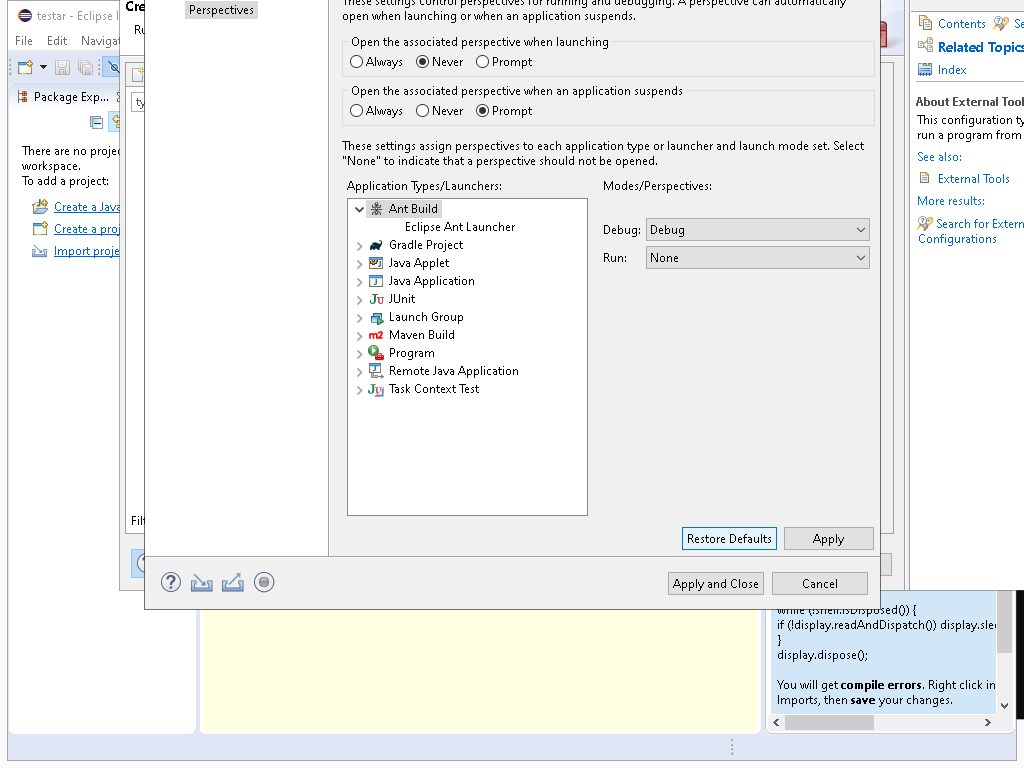 testar - Eclipse
File Edit Navigat
Package Exp...
There are no proje
workspace.
To add a project:
Create a Java
Create a proj
Import proje
Cre
Ru
ty
Filt
Perspectives
These settings control perspectives for running and debugging. A perspective can automatically
open when launching or when an application suspends.
Open the associated perspective when launching
Always Never Prompt
Open the associated perspective when an application suspends
Always Never Prompt
These settings assign perspectives to each application type or launcher and launch mode set. Select
"None" to indicate that a perspective should not be opened.
Application Types/Launchers:
Ant Build
Eclipse Ant Launcher
Gradle Project
Java Applet
Java Application
JUnit
Launch Group
Maven Build
Program
Remote Java Application
Task Context Test
Modes/Perspectives:
Debug: Debug
Run: None
Restore Defaults Apply
Apply and Close Cancel
Contents Se
Related Topics
Index
About External Tool
This configuration ty
run a program from
See also:
External Tools
More results:
Search for Extern
Configurations
while (!shell.isDisposed()) {
if (!display.readAndDispatch()) display.slee
}
display.dispose();
You will get compile errors. Right click in
Imports, then save your changes.